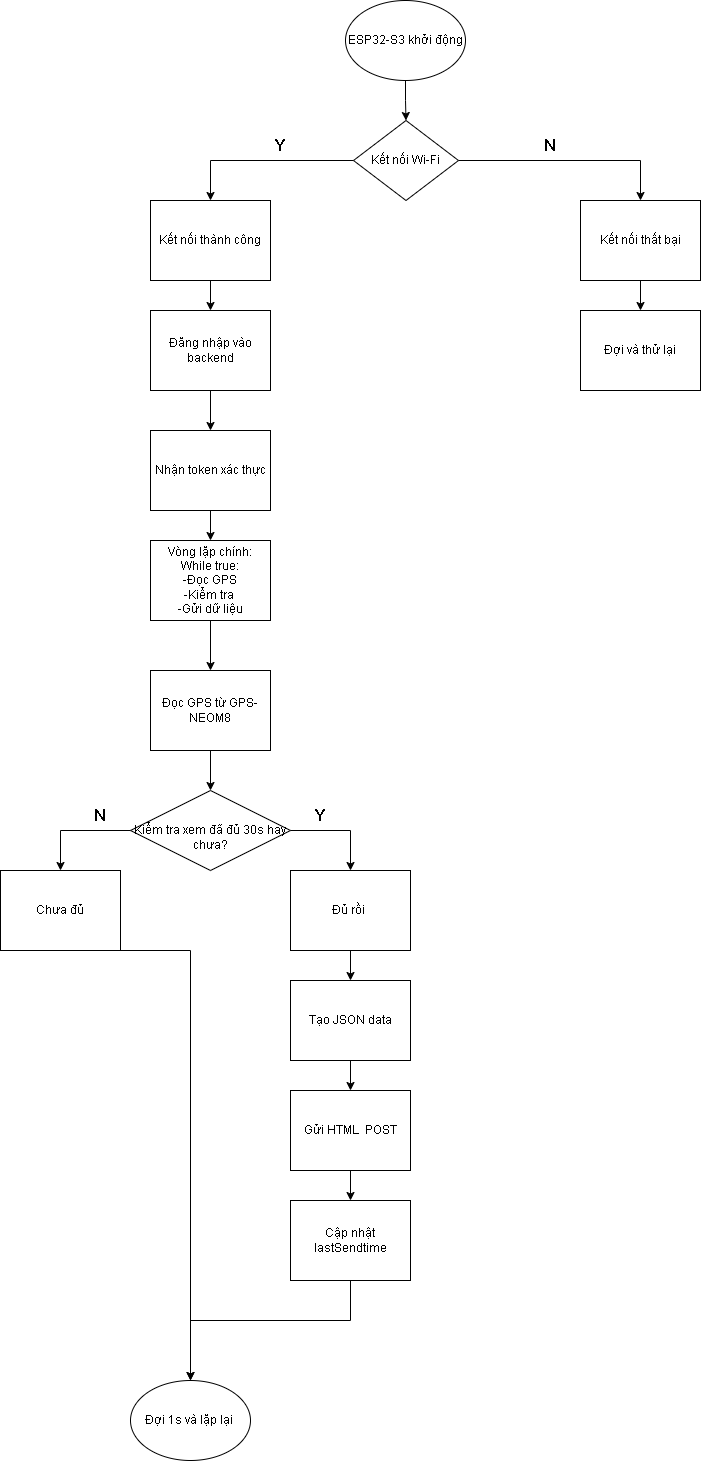 ESP32-S3 khởi động
Y
N
Kết nối Wi-Fi
Kết nối thành công
Kết nối thất bại
Đăng nhập vào
backend
Đợi và thử lại
Nhận token xác thực
Vòng lặp chính:
While true:
-Đọc GPS
-Kiểm tra
-Gửi dữ liệu
Đọc GPS từ GPS-
NEOM8
N
Y
Kiểm tra xem đã đủ 30s hay
chưa?
Chưa đủ
Đủ rồi
Tạo JSON data
Gửi HTML POST
Cập nhật
lastSendtime
Đợi 1s và lặp lại